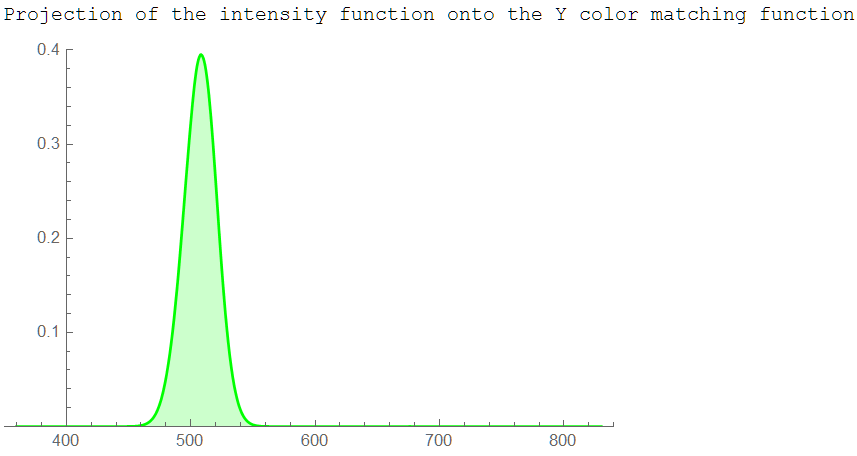 Projection of the intensity function onto the Y color matching function
0.4
0.3
0.2
0.1
400 500 600 700 800